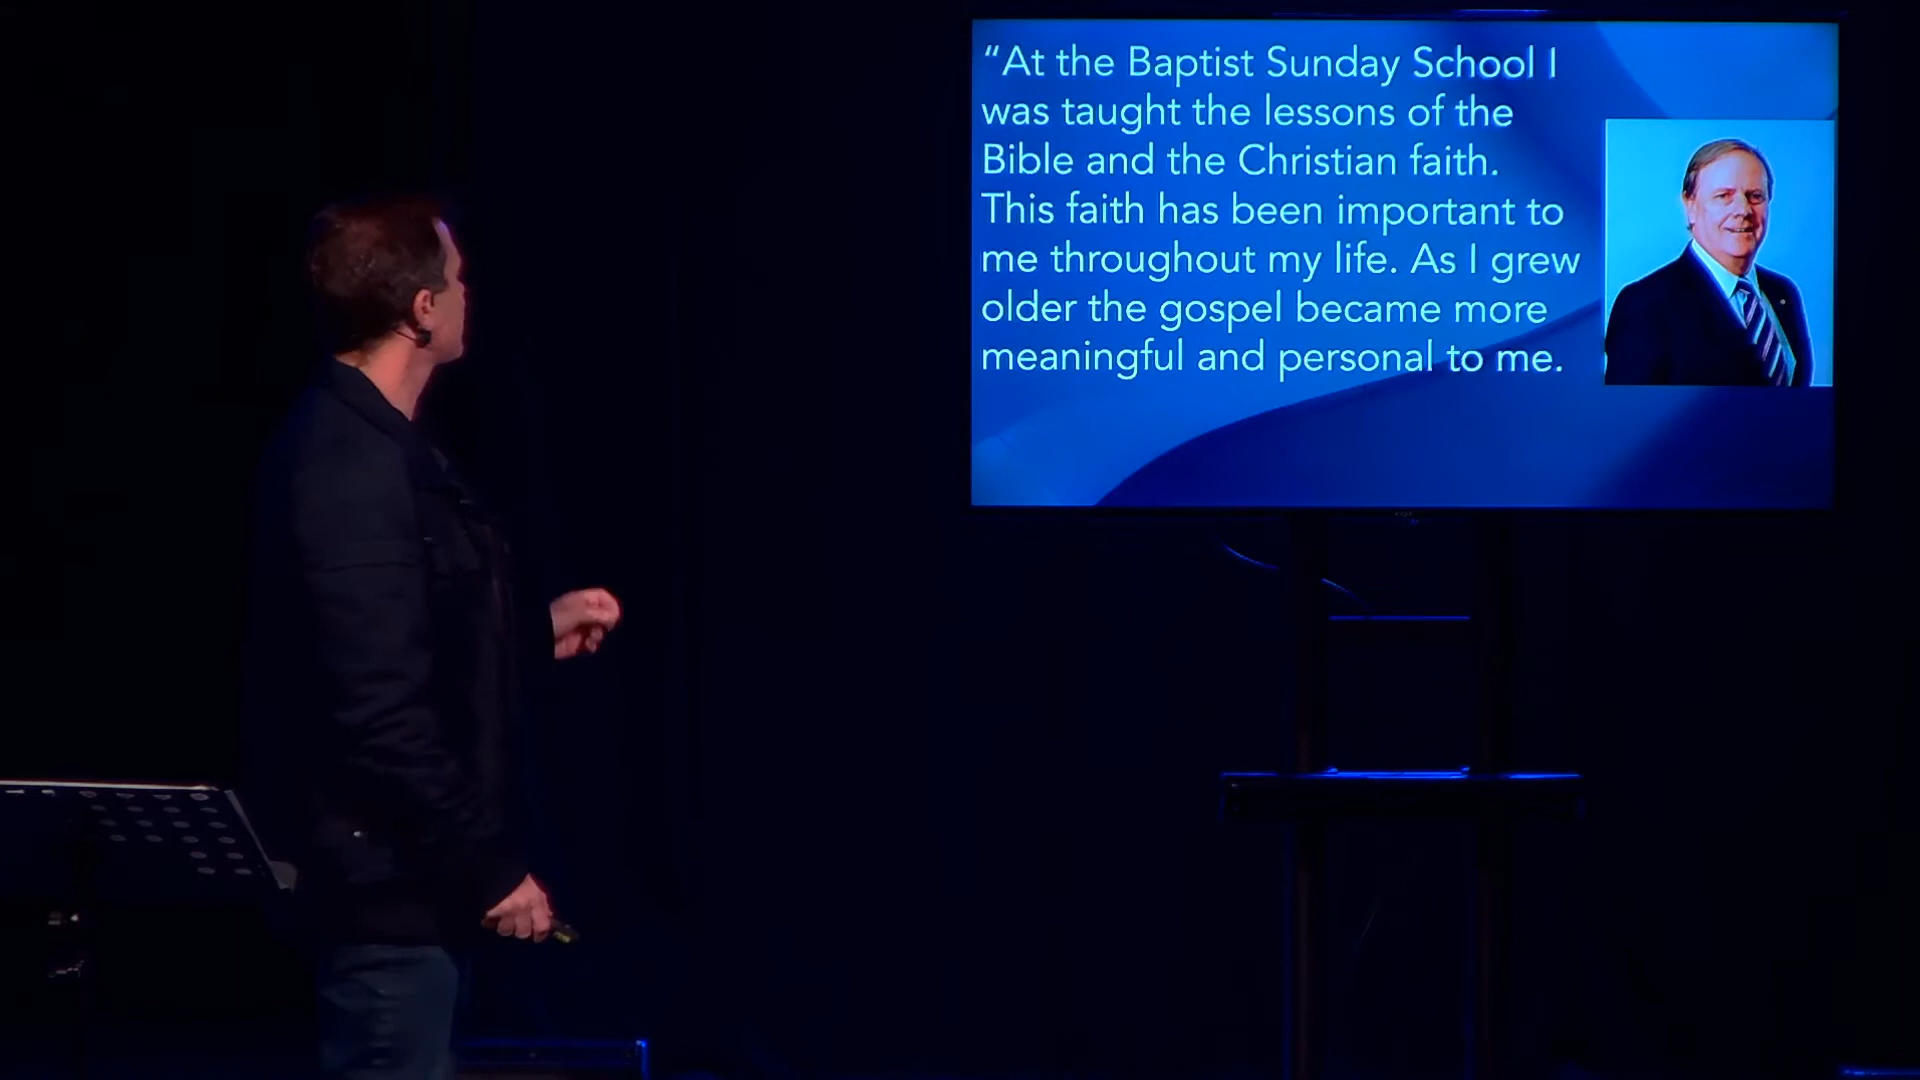 “At the Baptist Sunday School I
was taught the lessons of the
Bible and the Christian faith.
This faith has been important to
me throughout my life. As I grew
older the gospel became more
meaningful and personal to me.